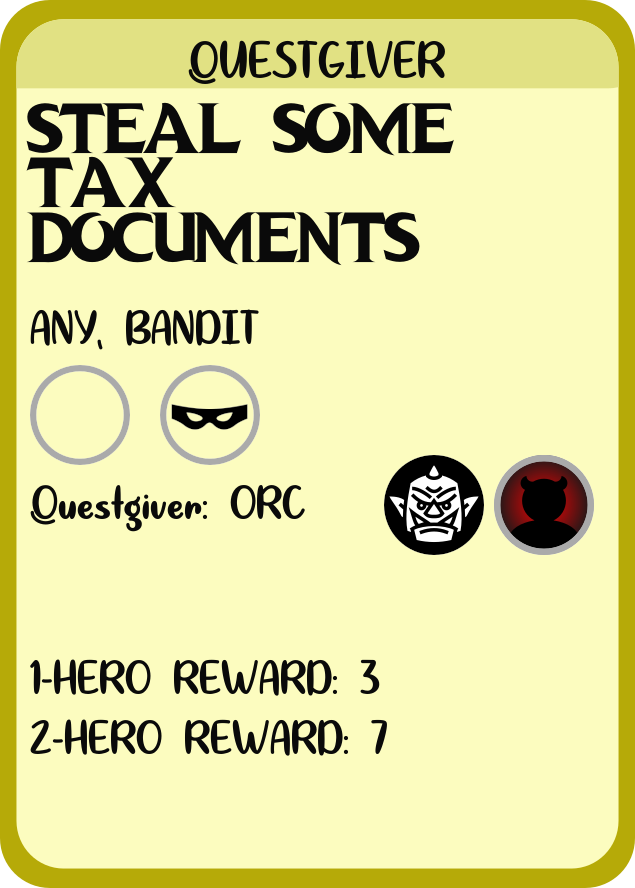 QUESTGIVER
STEAL SOME
TAX
DOCUMENTS
ANY, BANDIT
Questgiver: ORC
1-HERO REWARD: 3
2-HERO REWARD: 7